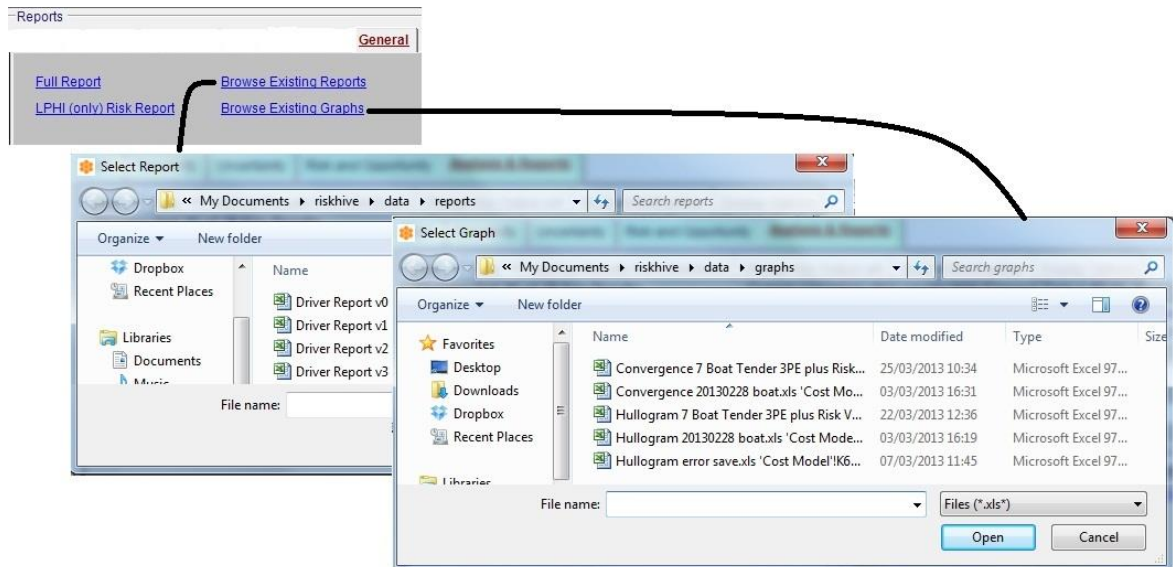 Reports
General
Full Report Browse Existing Reports
LPHI (only) Risk Report Browse Existing Graphs
Select Report
« My Documents ▸ riskhive ▸ data ▸ reports
Search reports
Organize New folder
Dropbox
Recent Places
Libraries
Documents
Music
Name
Driver Report v0
Driver Report v1
Driver Report v2
Driver Report v3
File name:
Select Graph
« My Documents ▸ riskhive ▸ data ▸ graphs
Search graphs
Organize New folder
Favorites
Desktop
Downloads
Dropbox
Recent Places
Libraries
Name Date modified Type Size
Convergence 7 Boat Tender 3PE plus Risk... 25/03/2013 10:34 Microsoft Excel 97...
Convergence 20130228 boat.xls 'Cost Mo... 03/03/2013 16:31 Microsoft Excel 97...
Hullogram 7 Boat Tender 3PE plus Risk V... 22/03/2013 12:36 Microsoft Excel 97...
Hullogram 20130228 boat.xls 'Cost Mode... 03/03/2013 16:19 Microsoft Excel 97...
Hullogram error save.xls 'Cost Model'!K6... 07/03/2013 11:45 Microsoft Excel 97...
File name:
Files (*.xls*)
Open Cancel